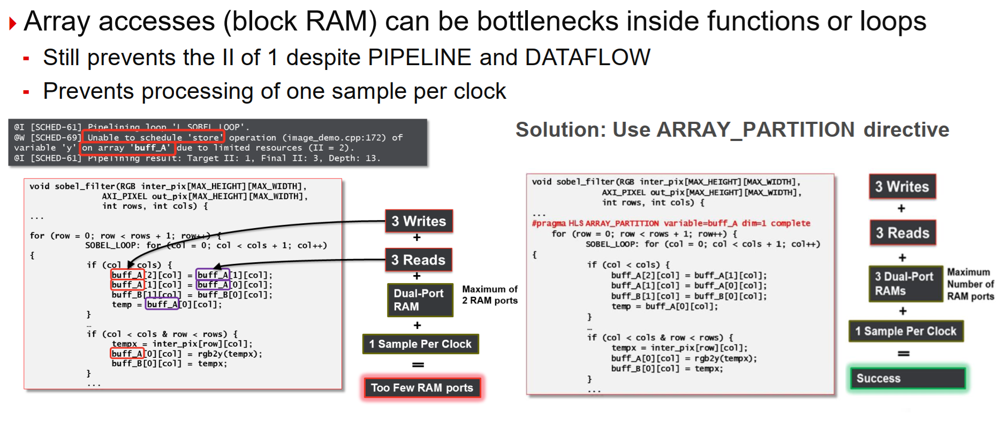 Array accesses (block RAM) can be bottlenecks inside functions or loops
Still prevents the II of 1 despite PIPELINE and DATAFLOW
Prevents processing of one sample per clock
@I [SCHED-61] Pipelining loop 'L_SOBEL_LOOP'.
@W [SCHED-69] Unable to schedule 'store' operation (image_demo.cpp:172) of
variable 'y' on array 'buff_A' due to limited resources (II = 2).
@I [SCHED-61] Pipelining result: Target II: 1, Final II: 3, Depth: 13.
void sobel_filter(RGB inter_pix[MAX_HEIGHT][MAX_WIDTH],
AXI_PIXEL out_pix[MAX_HEIGHT][MAX_WIDTH],
int rows, int cols) {
...
for (row = 0; row < rows + 1; row++) {
SOBEL_LOOP: for (col = 0; col < cols + 1; col++)
{
if (col < cols) {
buff_A[2][col] = buff_A[1][col];
buff_A[1][col] = buff_A[0][col];
buff_B[1][col] = buff_B[0][col];
temp = buff_A[0][col];
}
…
if (col < cols & row < rows) {
tempx = inter_pix[row][col];
buff_A[0][col] = rgb2y(tempx);
buff_B[0][col] = tempx;
}
...
3 Writes
+
3 Reads
+
Dual-Port
RAM
Maximum of
2 RAM ports
+
1 Sample Per Clock
=
Too Few RAM ports
Solution: Use ARRAY_PARTITION directive
void sobel_filter(RGB inter_pix[MAX_HEIGHT][MAX_WIDTH],
AXI_PIXEL out_pix[MAX_HEIGHT][MAX_WIDTH],
int rows, int cols) {
...
#pragma HLS ARRAY_PARTITION variable=buff_A dim=1 complete
for (row = 0; row < rows + 1; row++) {
SOBEL_LOOP: for (col = 0; col < cols + 1; col++)
{
if (col < cols) {
buff_A[2][col] = buff_A[1][col];
buff_A[1][col] = buff_A[0][col];
buff_B[1][col] = buff_B[0][col];
temp = buff_A[0][col];
}
…
if (col < cols & row < rows) {
tempx = inter_pix[row][col];
buff_A[0][col] = rgb2y(tempx);
buff_B[0][col] = tempx;
}
...
3 Writes
+
3 Reads
+
3 Dual-Port
RAMs
Maximum
Number of
RAM ports
+
1 Sample Per Clock
=
Success